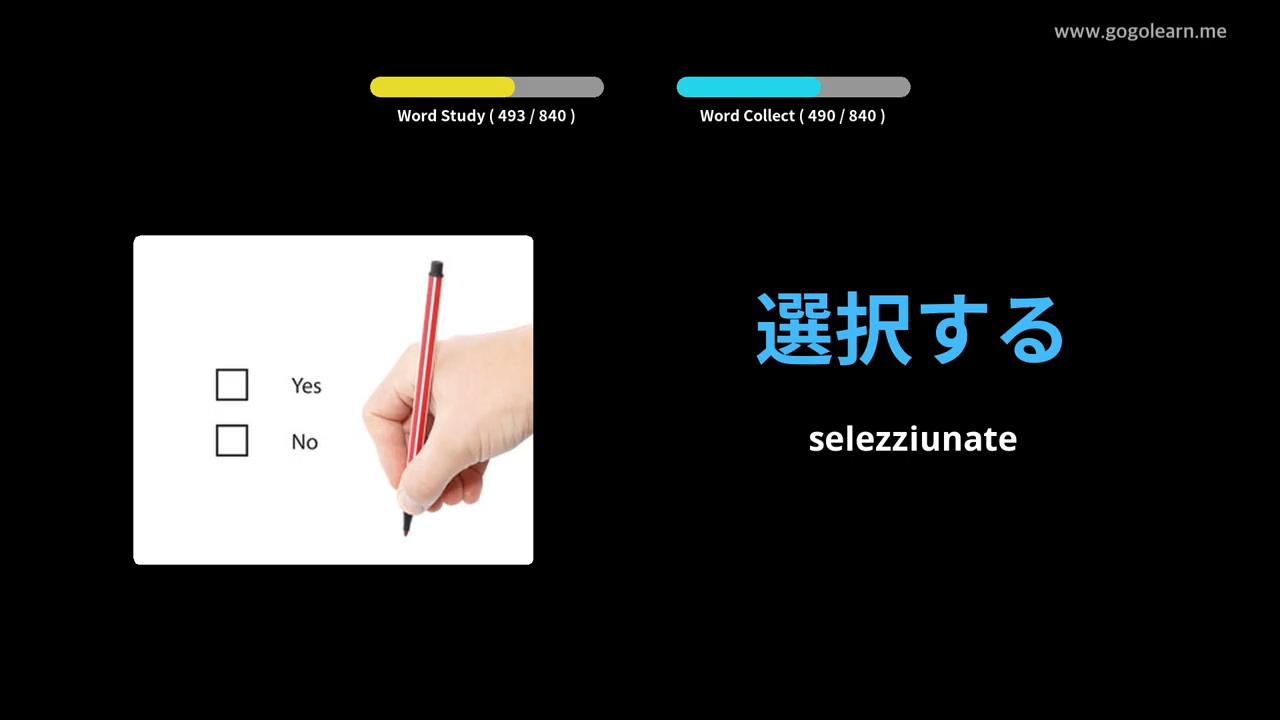 www.gogolearn.me
Word Study ( 493 / 840 )
Word Collect ( 490 / 840 )
Yes
No
選択する
selezziunate